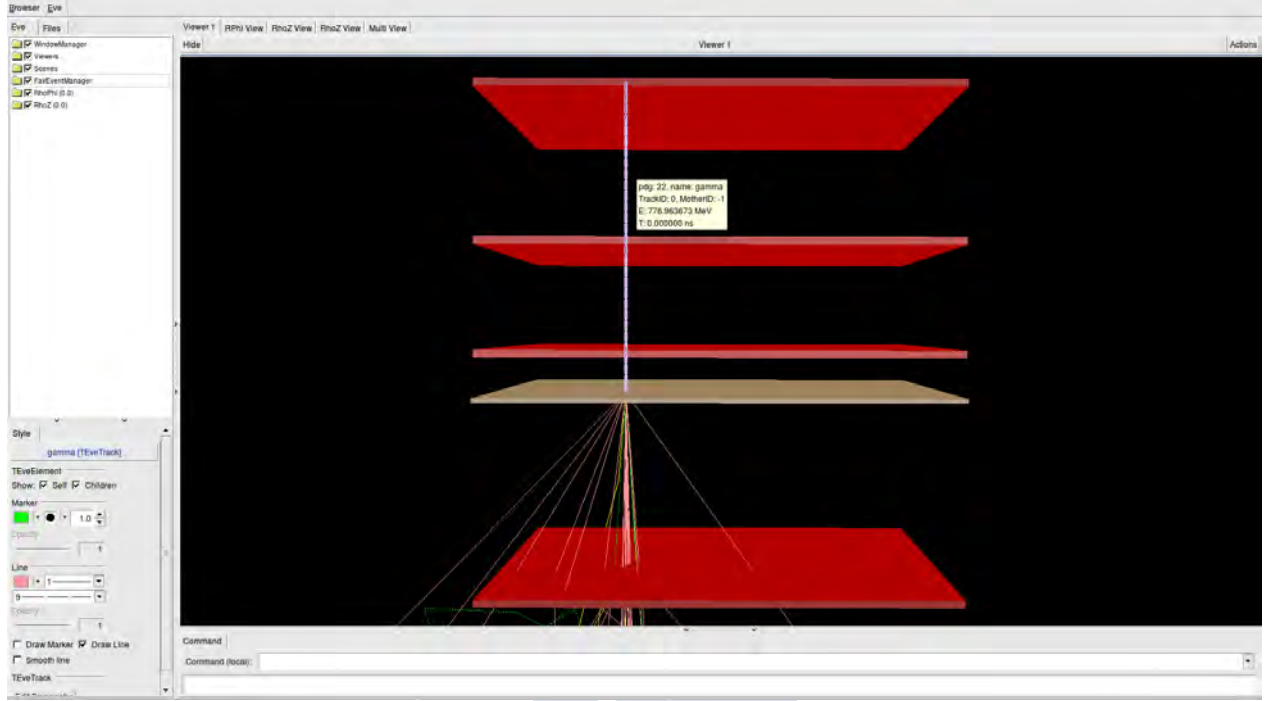 Browser Eve
Eve Files
Viewer 1 RPhi View RhoZ View RhoZ View Multi View
Hide Viewer 1 Actions
WindowManager
Viewers
Scenes
FairEventManager
RhoPhi (0.0)
RhoZ (0.0)
pdg: 22, name: gamma
TrackID: 0, MotherID: -1
E: 776.963673 MeV
T: 0.000000 ns
Style
gamma [TEveTrack]
TEveElement
Show: Self Children
Marker
1.0
Opacity
1
Line
1
9
Opacity
1
Draw Marker Draw Line
Smooth line
TEveTrack
Command
Command (local):